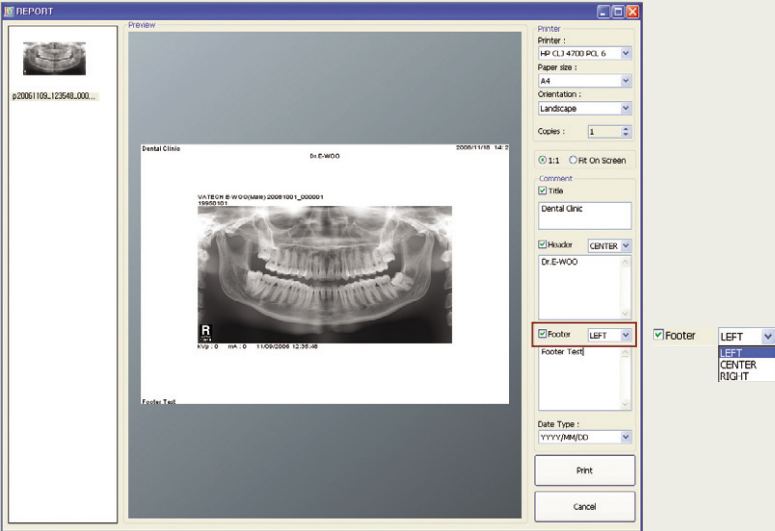 REPORT
p20061109_123548_000...
Preview
Dental Clinic
Dr.E-WOO
2006/11/16 14:2
VATECH E-WOO(Male) 20061001_000001
19950101
R
kVp : 0 mA : 0 11/09/2006 12:35:48
Footer Test
Printer
Printer :
HP CLJ 4700 PCL 6
Paper size :
A4
Orientation :
Landscape
Copies : 1
1:1 Fit On Screen
Comment
Title
Dental Clinic
Header CENTER
Dr.E-WOO
Footer LEFT
Footer Test
Date Type :
YYYY/MM/DD
Print
Cancel
Footer LEFT
LEFT
CENTER
RIGHT